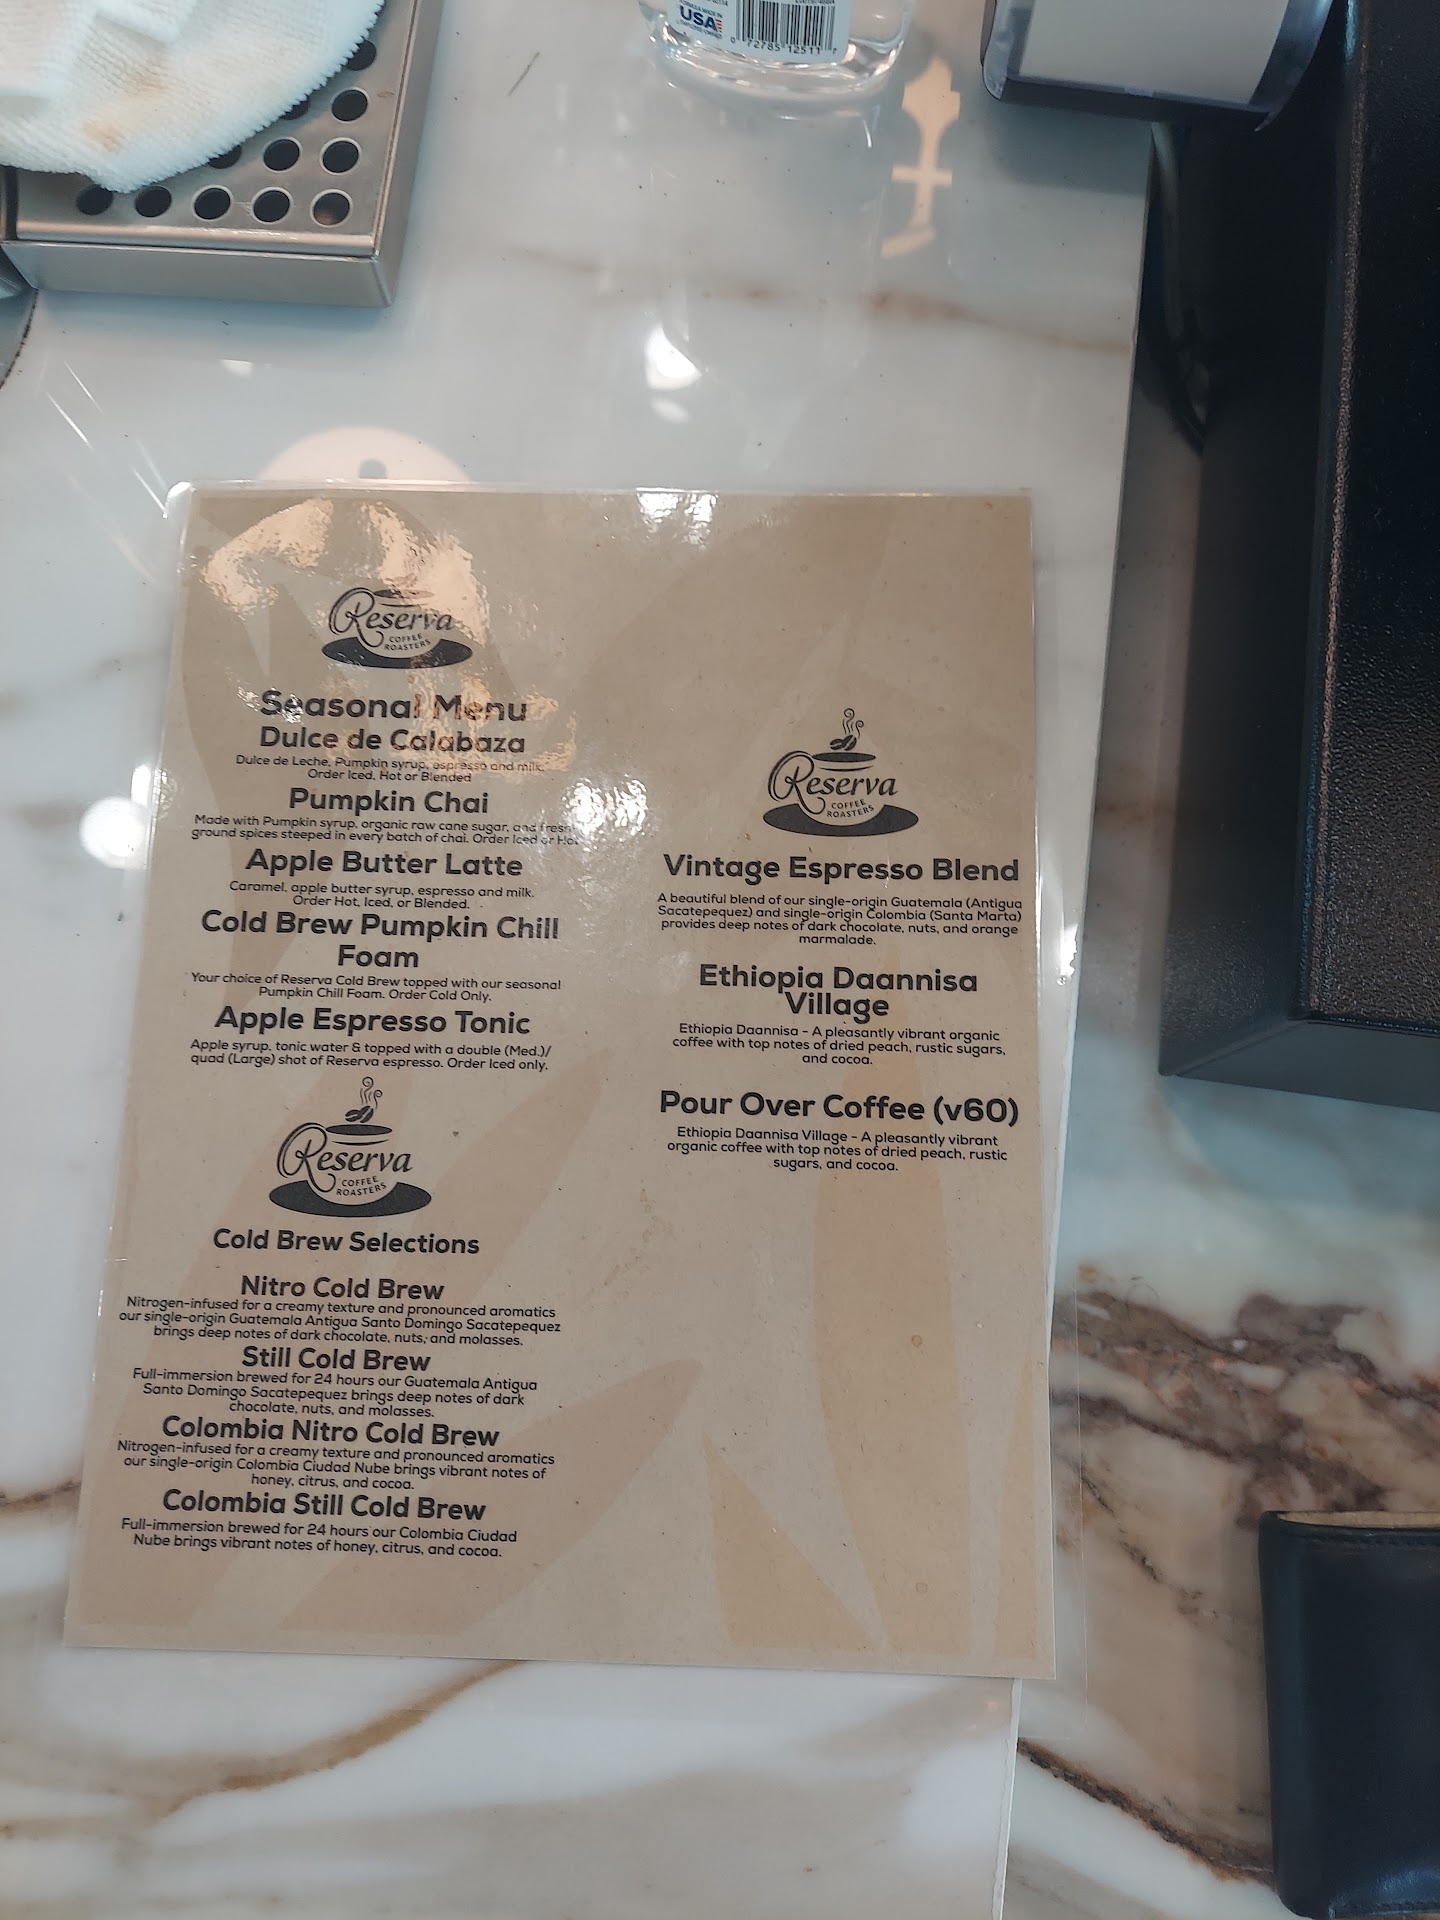 USA
0 72785 12511 7
Reserva
COFFEE
ROASTERS
Seasonal Menu
Dulce de Calabaza
Dulce de Leche, Pumpkin syrup, espresso and milk.
Order Iced, Hot or Blended
Pumpkin Chai
Made with Pumpkin syrup, organic raw cane sugar, and fresh
ground spices steeped in every batch of chai. Order Iced or Hot
Apple Butter Latte
Caramel, apple butter syrup, espresso and milk.
Order Hot, Iced, or Blended.
Cold Brew Pumpkin Chill
Foam
Your choice of Reserva Cold Brew topped with our seasonal
Pumpkin Chill Foam. Order Cold Only.
Apple Espresso Tonic
Apple syrup, tonic water & topped with a double (Med.)/
quad (Large) shot of Reserva espresso. Order Iced only.
Reserva
COFFEE
ROASTERS
Cold Brew Selections
Nitro Cold Brew
Nitrogen-infused for a creamy texture and pronounced aromatics
our single-origin Guatemala Antigua Santo Domingo Sacatepequez
brings deep notes of dark chocolate, nuts, and molasses.
Still Cold Brew
Full-immersion brewed for 24 hours our Guatemala Antigua
Santo Domingo Sacatepequez brings deep notes of dark
chocolate, nuts, and molasses.
Colombia Nitro Cold Brew
Nitrogen-infused for a creamy texture and pronounced aromatics
our single-origin Colombia Ciudad Nube brings vibrant notes of
honey, citrus, and cocoa.
Colombia Still Cold Brew
Full-immersion brewed for 24 hours our Colombia Ciudad
Nube brings vibrant notes of honey, citrus, and cocoa.
Reserva
COFFEE
ROASTERS
Vintage Espresso Blend
A beautiful blend of our single-origin Guatemala (Antigua
Sacatepequez) and single-origin Colombia (Santa Marta)
provides deep notes of dark chocolate, nuts, and orange
marmalade.
Ethiopia Daannisa
Village
Ethiopia Daannisa - A pleasantly vibrant organic
coffee with top notes of dried peach, rustic sugars,
and cocoa.
Pour Over Coffee (v60)
Ethiopia Daannisa Village - A pleasantly vibrant
organic coffee with top notes of dried peach, rustic
sugars, and cocoa.